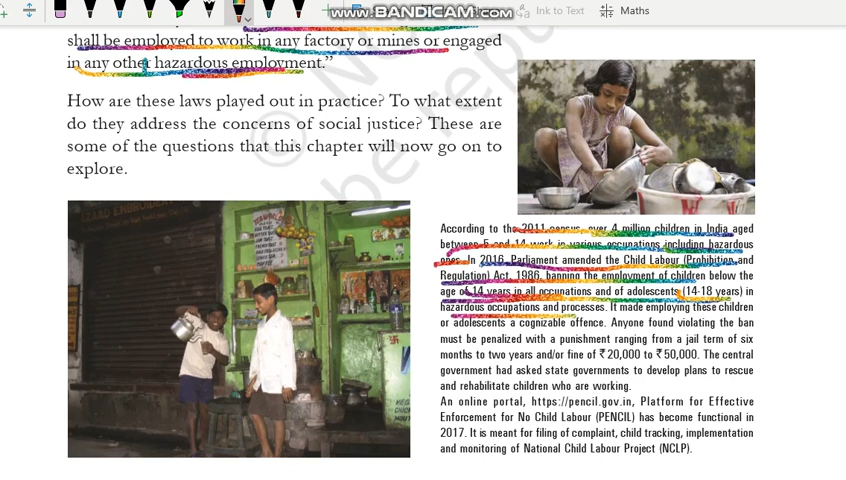 www.BANDICAM.com
Ink to Text
Maths
shall be employed to work in any factory or mines or engaged
in any other hazardous employment.”
How are these laws played out in practice? To what extent
do they address the concerns of social justice? These are
some of the questions that this chapter will now go on to
explore.
According to the 2011 census, over 4 million children in India aged
between 5 and 14 work in various occupations including hazardous
ones. In 2016, Parliament amended the Child Labour (Prohibition and
Regulation) Act, 1986, banning the employment of children below the
age of 14 years in all occupations and of adolescents (14-18 years) in
hazardous occupations and processes. It made employing these children
or adolescents a cognizable offence. Anyone found violating the ban
must be penalized with a punishment ranging from a jail term of six
months to two years and/or fine of ₹ 20,000 to ₹ 50,000. The central
government had asked state governments to develop plans to rescue
and rehabilitate children who are working.
An online portal, https://pencil.gov.in, Platform for Effective
Enforcement for No Child Labour (PENCIL) has become functional in
2017. It is meant for filing of complaint, child tracking, implementation
and monitoring of National Child Labour Project (NCLP).